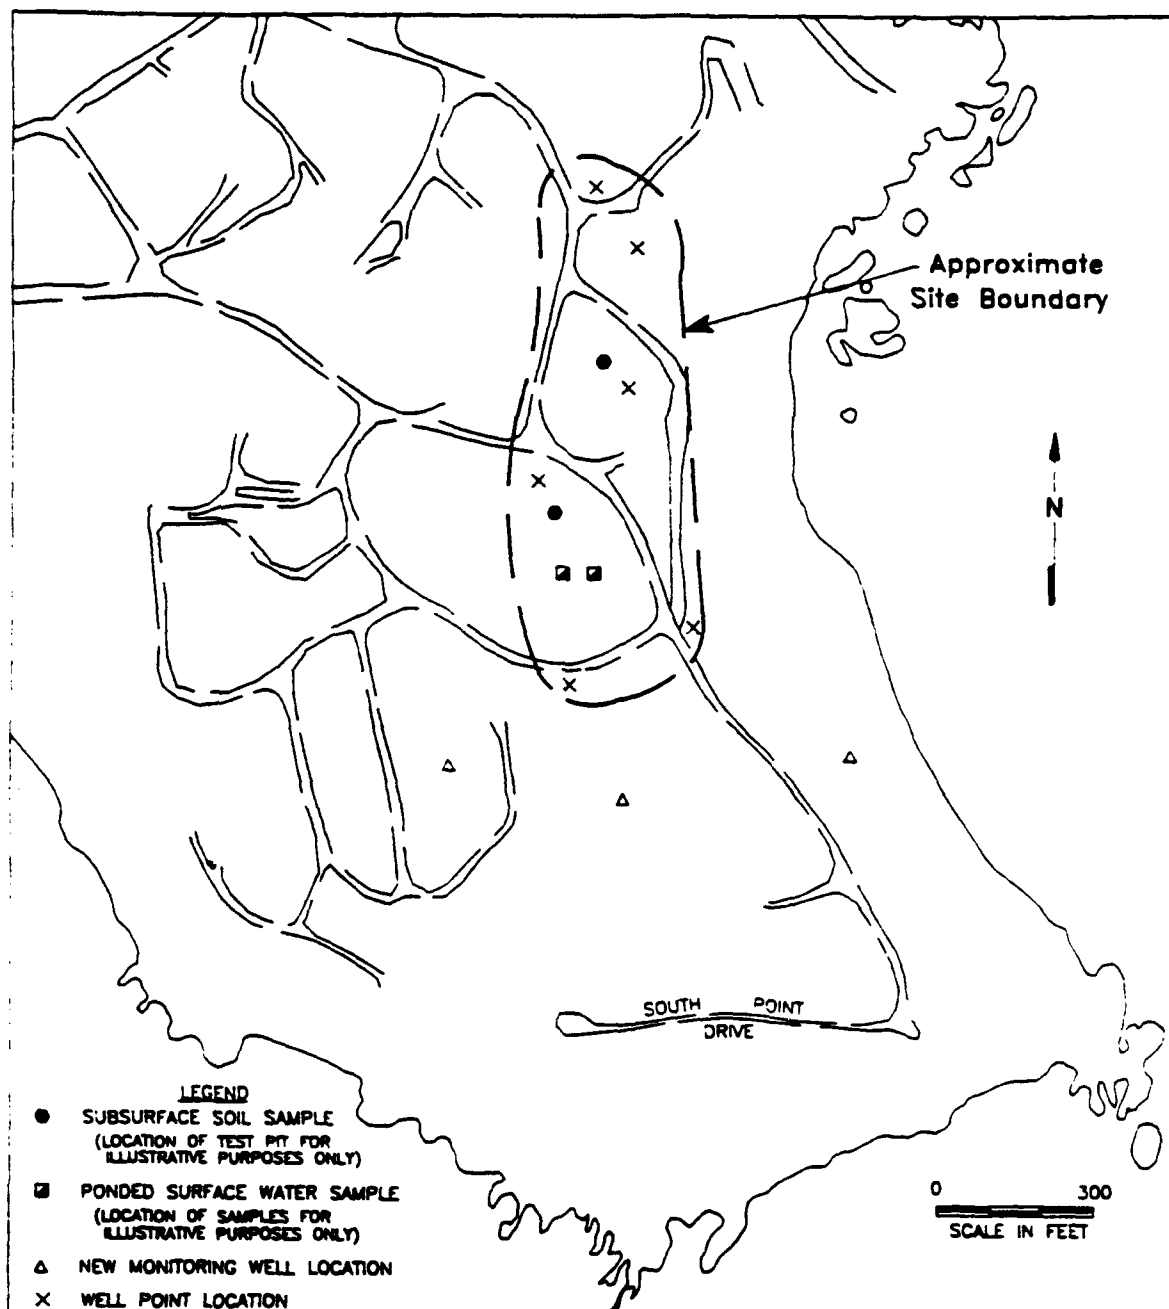 Approximate
Site Boundary
N
SOUTH POINT
DRIVE
LEGEND
SUBSURFACE SOIL SAMPLE
(LOCATION OF TEST PIT FOR
ILLUSTRATIVE PURPOSES ONLY)
PONDED SURFACE WATER SAMPLE
(LOCATION OF SAMPLES FOR
ILLUSTRATIVE PURPOSES ONLY)
NEW MONITORING WELL LOCATION
WELL POINT LOCATION
0 300
SCALE IN FEET